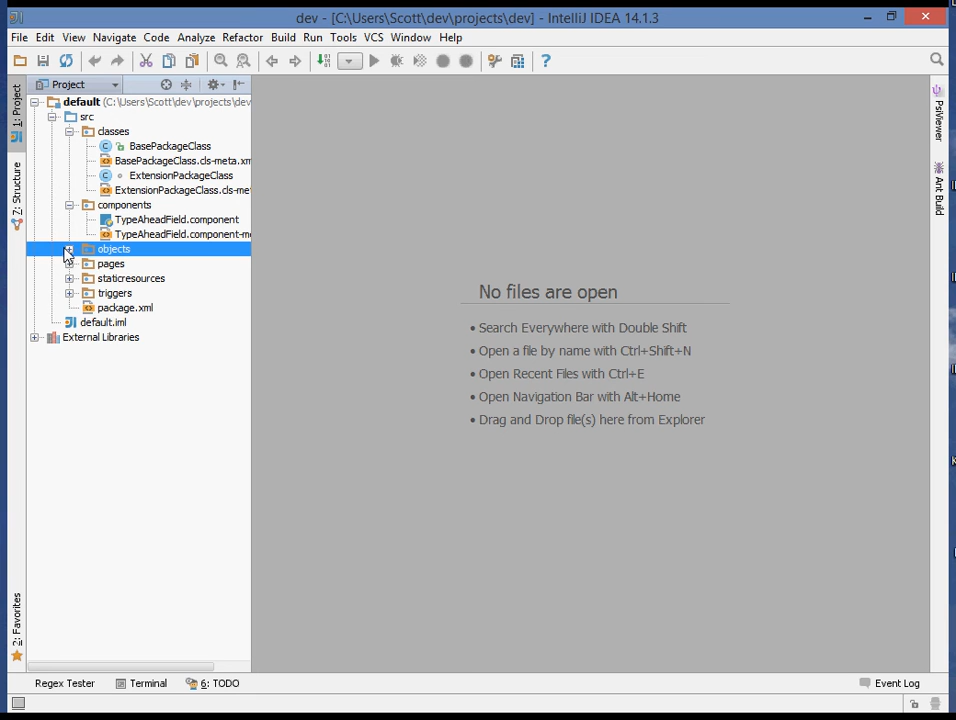 dev - [C:\Users\Scott\dev\projects\dev] - IntelliJ IDEA 14.1.3
File Edit View Navigate Code Analyze Refactor Build Run Tools VCS Window Help
Project
1: Project
7: Structure
2: Favorites
default (C:\Users\Scott\dev\projects\dev
src
classes
BasePackageClass
BasePackageClass.cls-meta.xm
ExtensionPackageClass
ExtensionPackageClass.cls-me
components
TypeAheadField.component
TypeAheadField.component-m
objects
pages
staticresources
triggers
package.xml
default.iml
External Libraries
No files are open
• Search Everywhere with Double Shift
• Open a file by name with Ctrl+Shift+N
• Open Recent Files with Ctrl+E
• Open Navigation Bar with Alt+Home
• Drag and Drop file(s) here from Explorer
PsiViewer
Ant Build
Regex Tester Terminal 6: TODO Event Log